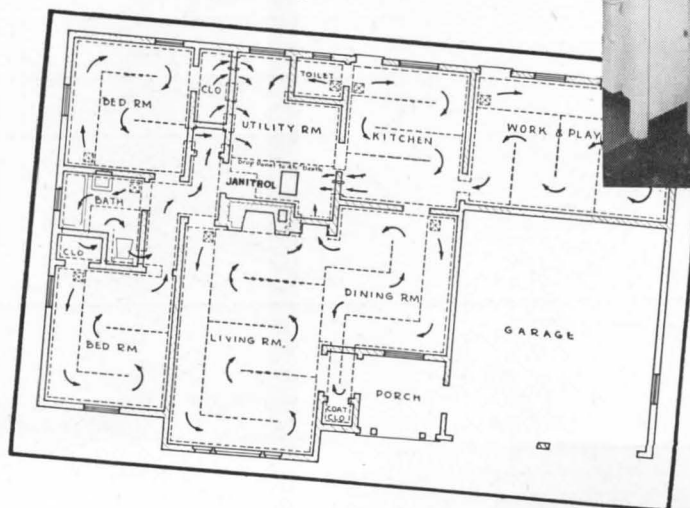 BED RM
CLO
UTILITY RM
TOILET
KITCHEN
WORK & PLAY
JANITROL
BATH
CLO
BED RM
LIVING RM.
DINING RM.
COAT
CLO
PORCH
GARAGE